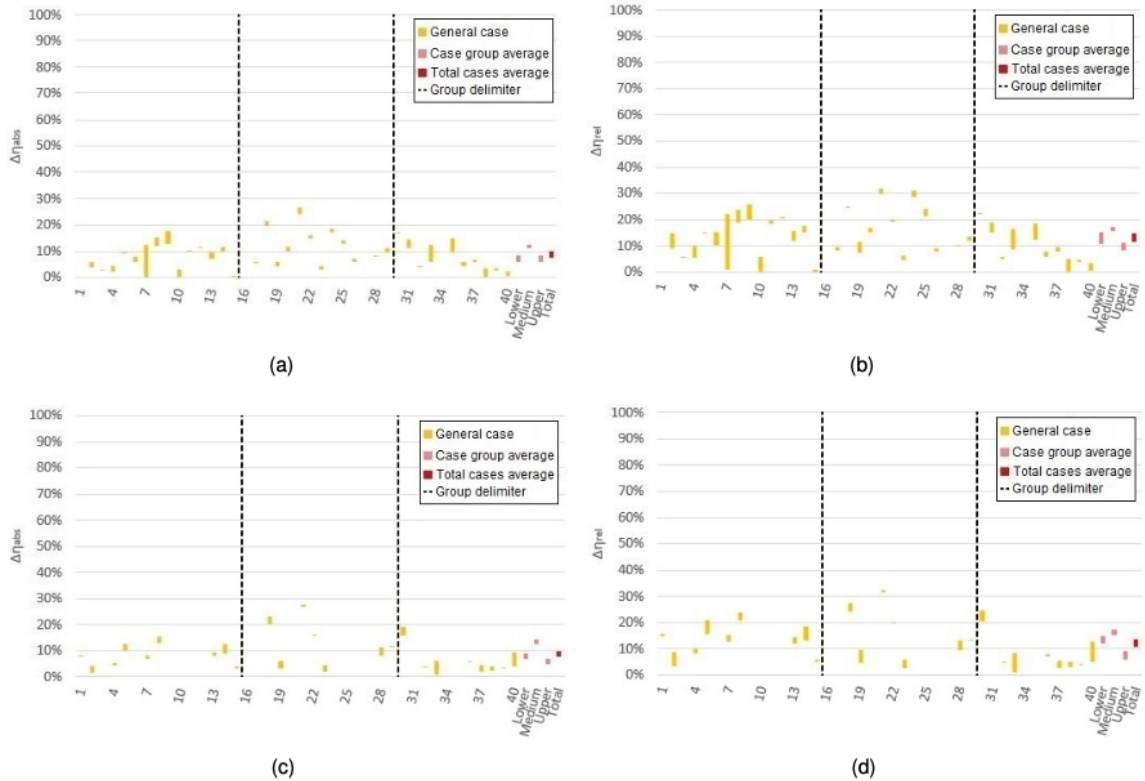 100%
90%
80%
70%
60%
50%
40%
30%
20%
10%
0%
Δηabs
General case
Case group average
Total cases average
Group delimiter
1 4 7 10 13 16 19 22 25 28 31 34 37 40 Lower Medium Upper Total
(a)
100%
90%
80%
70%
60%
50%
40%
30%
20%
10%
0%
Δηrel
General case
Case group average
Total cases average
Group delimiter
1 4 7 10 13 16 19 22 25 28 31 34 37 40 Lower Medium Upper Total
(b)
100%
90%
80%
70%
60%
50%
40%
30%
20%
10%
0%
Δηabs
General case
Case group average
Total cases average
Group delimiter
1 4 7 10 13 16 19 22 25 28 31 34 37 40 Lower Medium Upper Total
(c)
100%
90%
80%
70%
60%
50%
40%
30%
20%
10%
0%
Δηrel
General case
Case group average
Total cases average
Group delimiter
1 4 7 10 13 16 19 22 25 28 31 34 37 40 Lower Medium Upper Total
(d)